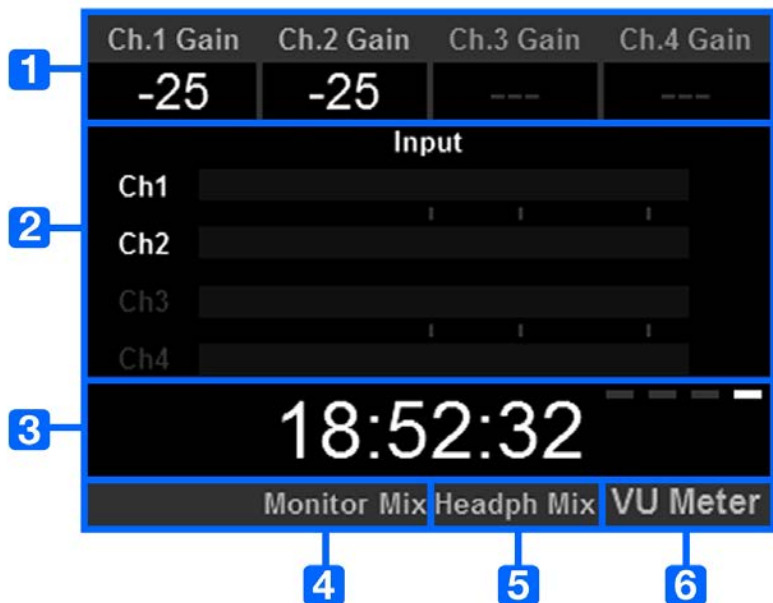 Ch.1 Gain Ch.2 Gain Ch.3 Gain Ch.4 Gain
1 -25 -25 --- ---
Input
Ch1
2
Ch2
Ch3
Ch4
3 18:52:32
Monitor Mix Headph Mix VU Meter
4 5 6